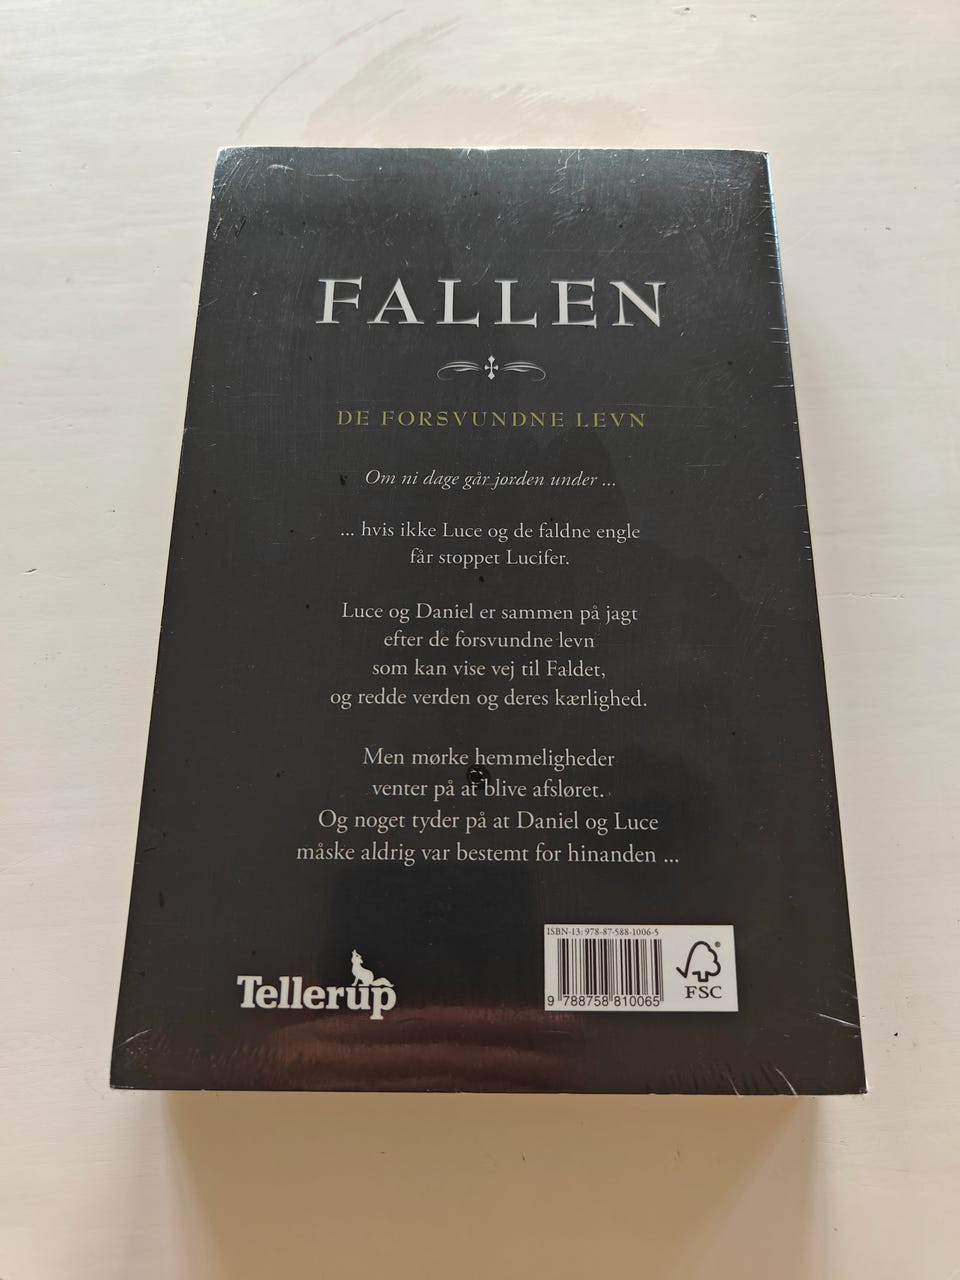 FALLEN
DE FORSVUNDNE LEVN
Om ni dage går jorden under ...
... hvis ikke Luce og de faldne engle
får stoppet Lucifer.
Luce og Daniel er sammen på jagt
efter de forsvundne levn
som kan vise vej til Faldet,
og redde verden og deres kærlighed.
Men mørke hemmeligheder
venter på at blive afsløret.
Og noget tyder på at Daniel og Luce
måske aldrig var bestemt for hinanden ...
Tellerup
ISBN-13: 978-87-588-1006-5
9 788758 810065
FSC